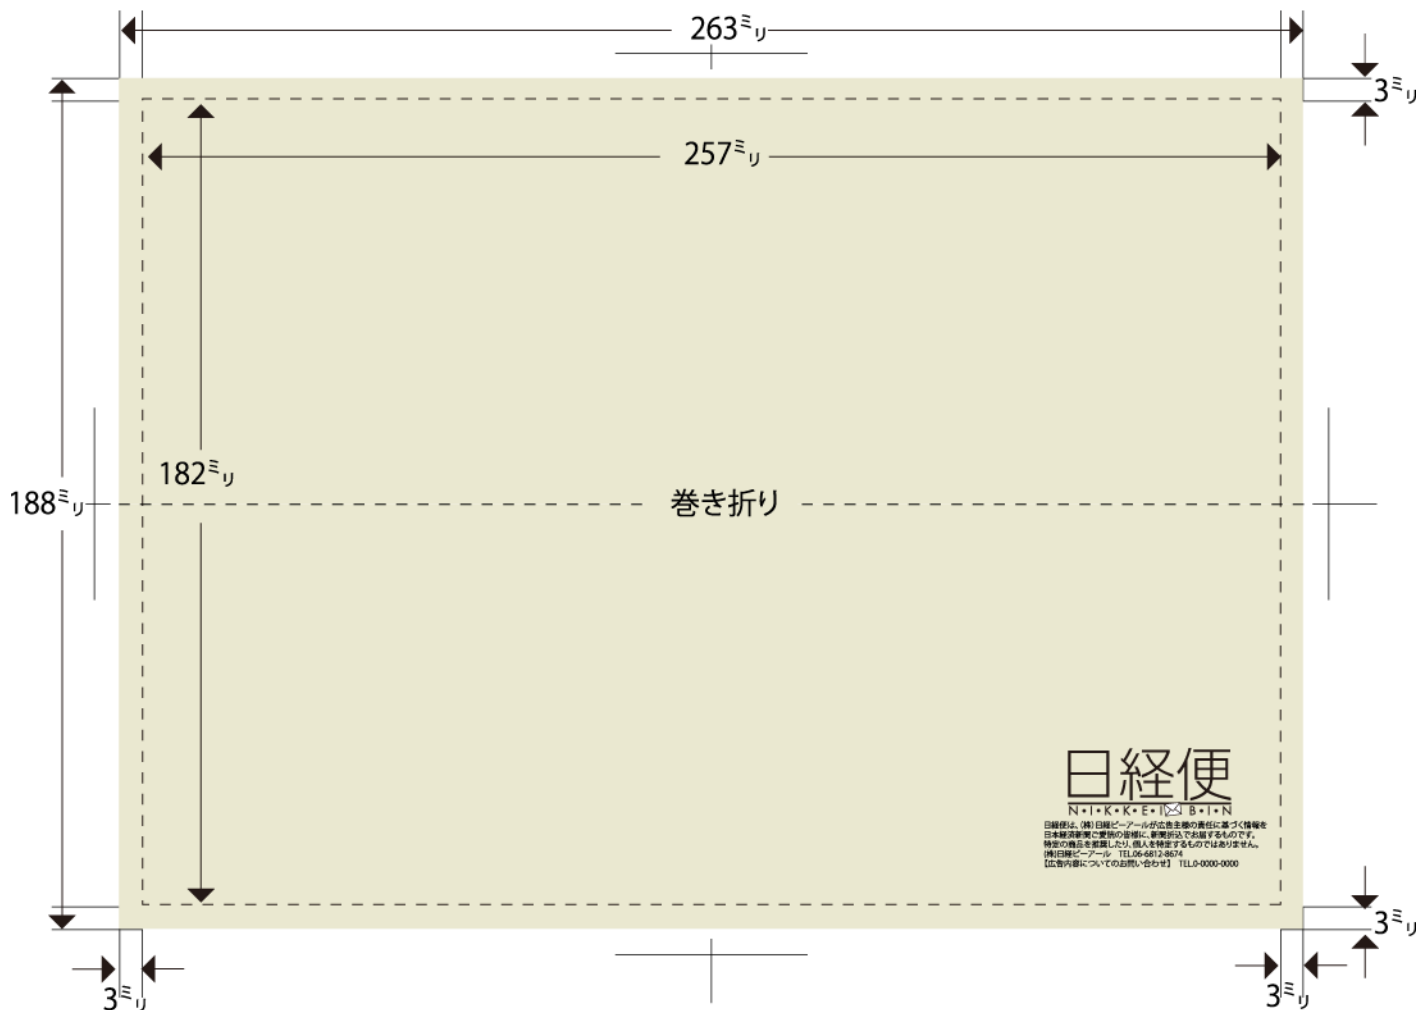 263ミリ
3ミリ
257ミリ
182ミリ
188ミリ
巻き折り
日経便
N・I・K・K・E・I B・I・N
日経便は、(株)日経ピーアールが広告主様の責任に基づく情報を
日本経済新聞ご愛読の皆様に、新聞折込でお届するものです。
特定の商品を推奨したり、個人を特定するものではありません。
(株)日経ピーアール TEL.06-6812-8674
【広告内容についてのお問い合わせ】 TEL.0-0000-0000
3ミリ
3ミリ
3ミリ